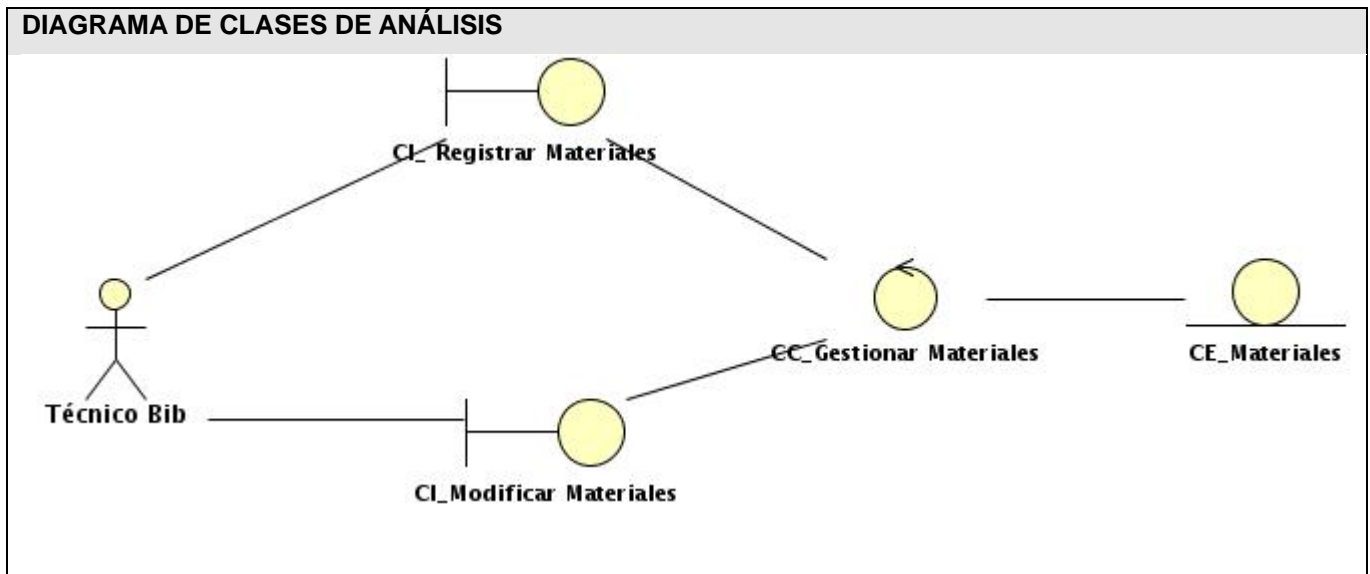 DIAGRAMA DE CLASES DE ANÁLISIS
CI_ Registrar Materiales
CC_Gestionar Materiales
CE_Materiales
Técnico Bib
CI_Modificar Materiales